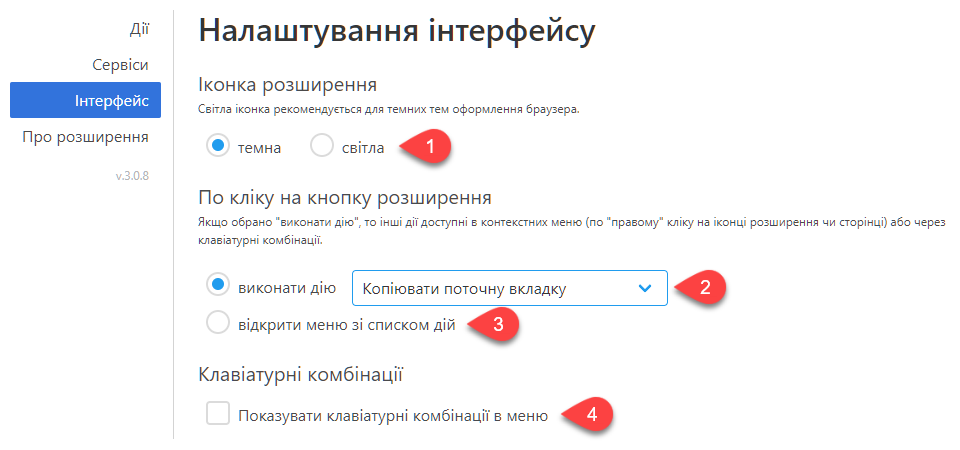 Дії
Сервіси
Інтерфейс
Про розширення
v.3.0.8
Налаштування інтерфейсу
Іконка розширення
Світла іконка рекомендується для темних тем оформлення браузера.
темна світла 1
По кліку на кнопку розширення
Якщо обрано "виконати дію", то інші дії доступні в контекстних меню (по "правому" кліку на іконці розширення чи сторінці) або через
клавіатурні комбінації.
виконати дію Копіювати поточну вкладку 2
відкрити меню зі списком дій 3
Клавіатурні комбінації
Показувати клавіатурні комбінації в меню 4